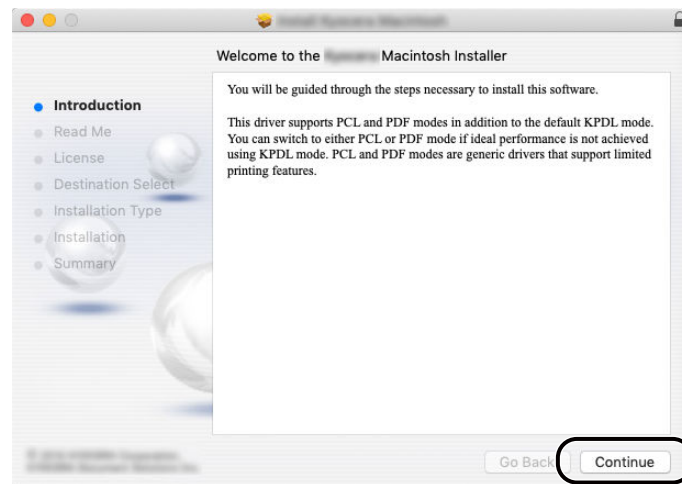 Welcome to the Macintosh Installer
Introduction
Read Me
License
Destination Select
Installation Type
Installation
Summary
You will be guided through the steps necessary to install this software.
This driver supports PCL and PDF modes in addition to the default KPDL mode.
You can switch to either PCL or PDF mode if ideal performance is not achieved
using KPDL mode. PCL and PDF modes are generic drivers that support limited
printing features.
Go Back
Continue